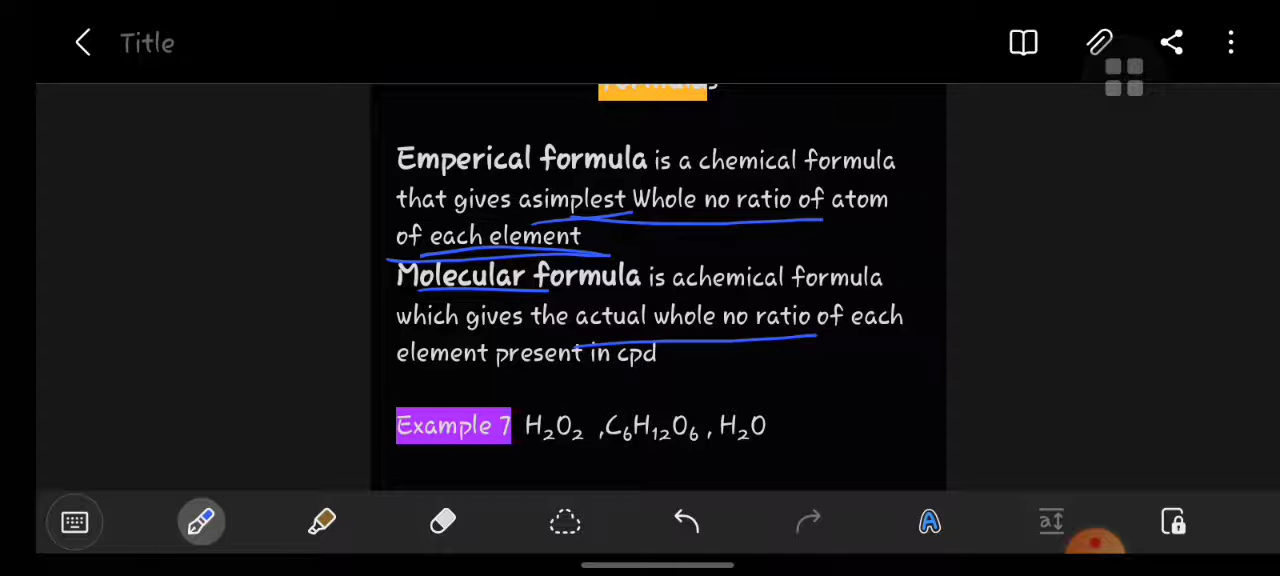 Title
formulas
Emperical formula is a chemical formula
that gives asimplest Whole no ratio of atom
of each element
Molecular formula is achemical formula
which gives the actual whole no ratio of each
element present in cpd
Example 7 H₂O₂ ,C₆H₁₂O₆ , H₂O
A
a